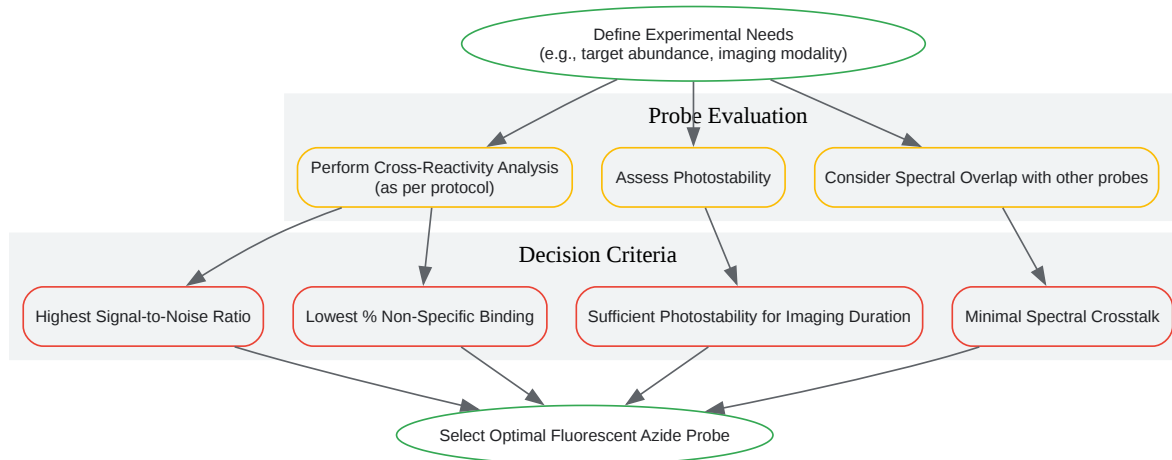 Define Experimental Needs
(e.g., target abundance, imaging modality)
Probe Evaluation
Perform Cross-Reactivity Analysis
(as per protocol)
Assess Photostability
Consider Spectral Overlap with other probes
Decision Criteria
Highest Signal-to-Noise Ratio
Lowest % Non-Specific Binding
Sufficient Photostability for Imaging Duration
Minimal Spectral Crosstalk
Select Optimal Fluorescent Azide Probe